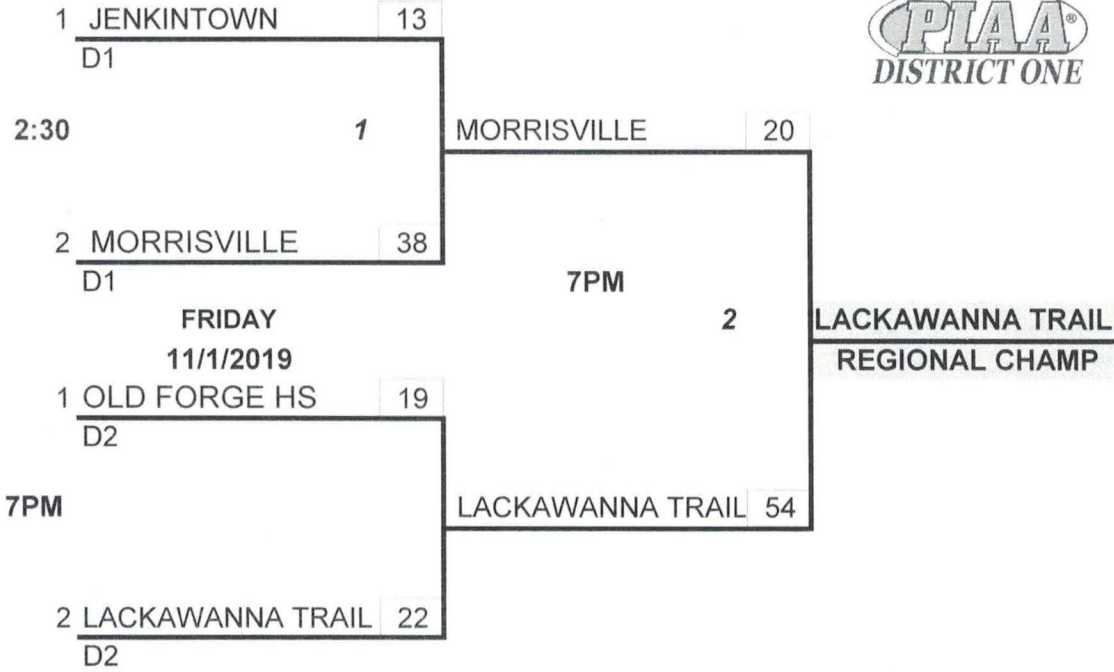 1 JENKINTOWN 13
D1
PIAA®
DISTRICT ONE
2:30 1 MORRISVILLE 20
2 MORRISVILLE 38
D1
7PM
FRIDAY 2 LACKAWANNA TRAIL
11/1/2019 REGIONAL CHAMP
1 OLD FORGE HS 19
D2
7PM LACKAWANNA TRAIL 54
2 LACKAWANNA TRAIL 22
D2